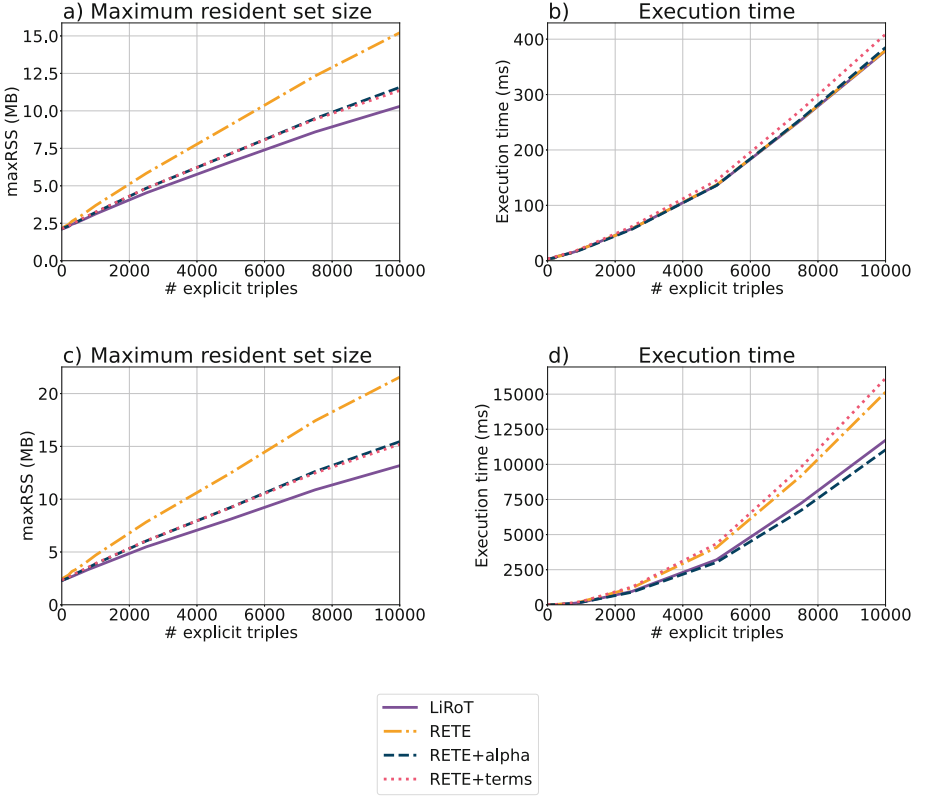 a) Maximum resident set size
maxRSS (MB)
15.0
12.5
10.0
7.5
5.0
2.5
0.0
0 2000 4000 6000 8000 10000
# explicit triples
b) Execution time
Execution time (ms)
400
300
200
100
0
0 2000 4000 6000 8000 10000
# explicit triples
c) Maximum resident set size
maxRSS (MB)
20
15
10
5
0
0 2000 4000 6000 8000 10000
# explicit triples
d) Execution time
Execution time (ms)
15000
12500
10000
7500
5000
2500
0
0 2000 4000 6000 8000 10000
# explicit triples
LiRoT
RETE
RETE+alpha
RETE+terms